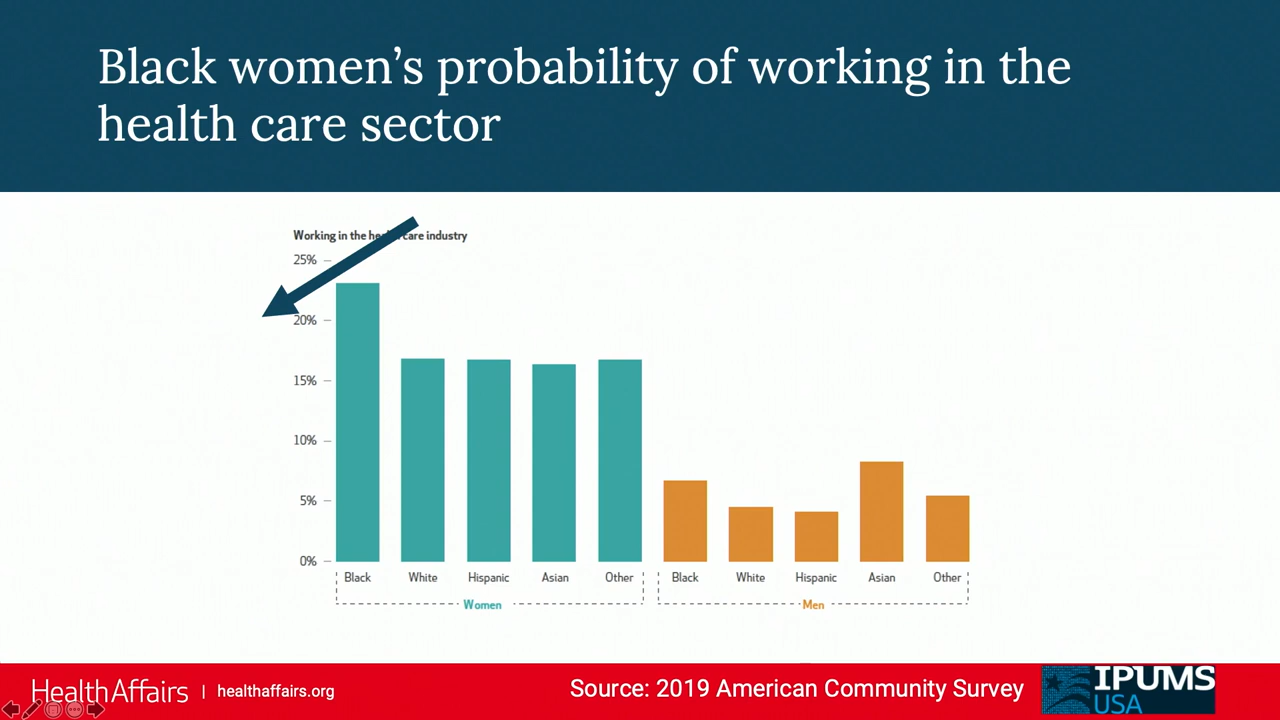 Black women's probability of working in the
health care sector
Working in the health care industry
25%
20%
15%
10%
5%
0%
Black White Hispanic Asian Other Black White Hispanic Asian Other
Women Men
HealthAffairs | healthaffairs.org
Source: 2019 American Community Survey
IPUMS
USA